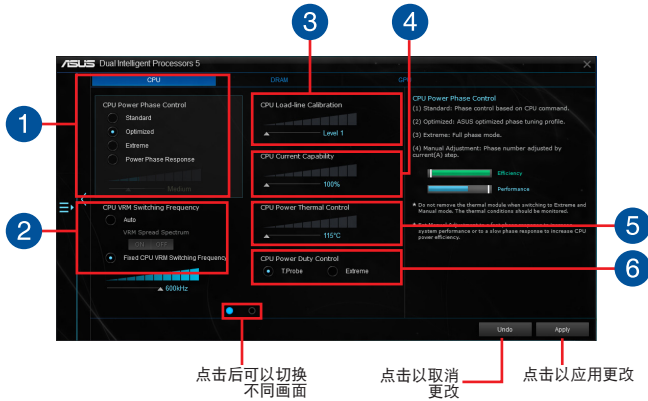 3
4
ASUS Dual Intelligent Processors 5
CPU
DRAM
GPU
1
CPU Power Phase Control
Standard
Optimized
Extreme
Power Phase Response
Medium
CPU Load-line Calibration
Level 1
CPU Current Capability
100%
CPU Power Phase Control
(1) Standard: Phase control based on CPU command.
(2) Optimized: ASUS optimized phase tuning profile.
(3) Extreme: Full phase mode.
(4) Manual Adjustment: Phase number adjusted by
current(A) step.
Efficiency
Performance
2
CPU VRM Switching Frequency
Auto
VRM Spread Spectrum
ON OFF
Fixed CPU VRM Switching Frequency
600kHz
CPU Power Thermal Control
115°C
CPU Power Duty Control
T.Probe
Extreme
* Do not remove the thermal module when switching to Extreme and
Manual mode. The thermal conditions should be monitored.
system performance or to a slow phase response to increase CPU
power efficiency.
5
6
Undo
Apply
点击后可以切换
不同画面
点击以取消
更改
点击以应用更改